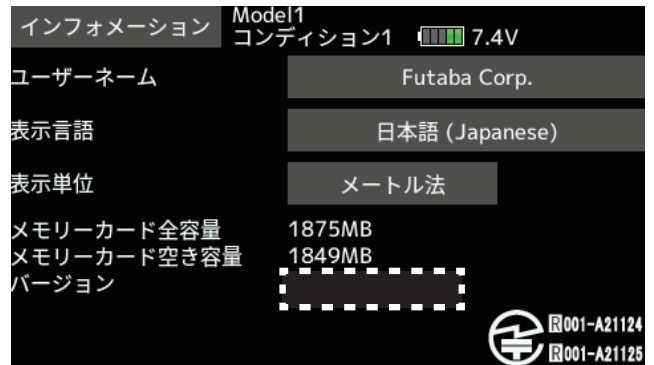 インフォメーション
Model1
コンディション1 7.4V
ユーザーネーム Futaba Corp.
表示言語 日本語 (Japanese)
表示単位 メートル法
メモリーカード全容量 1875MB
メモリーカード空き容量 1849MB
バージョン
R001-A21124
R001-A21125